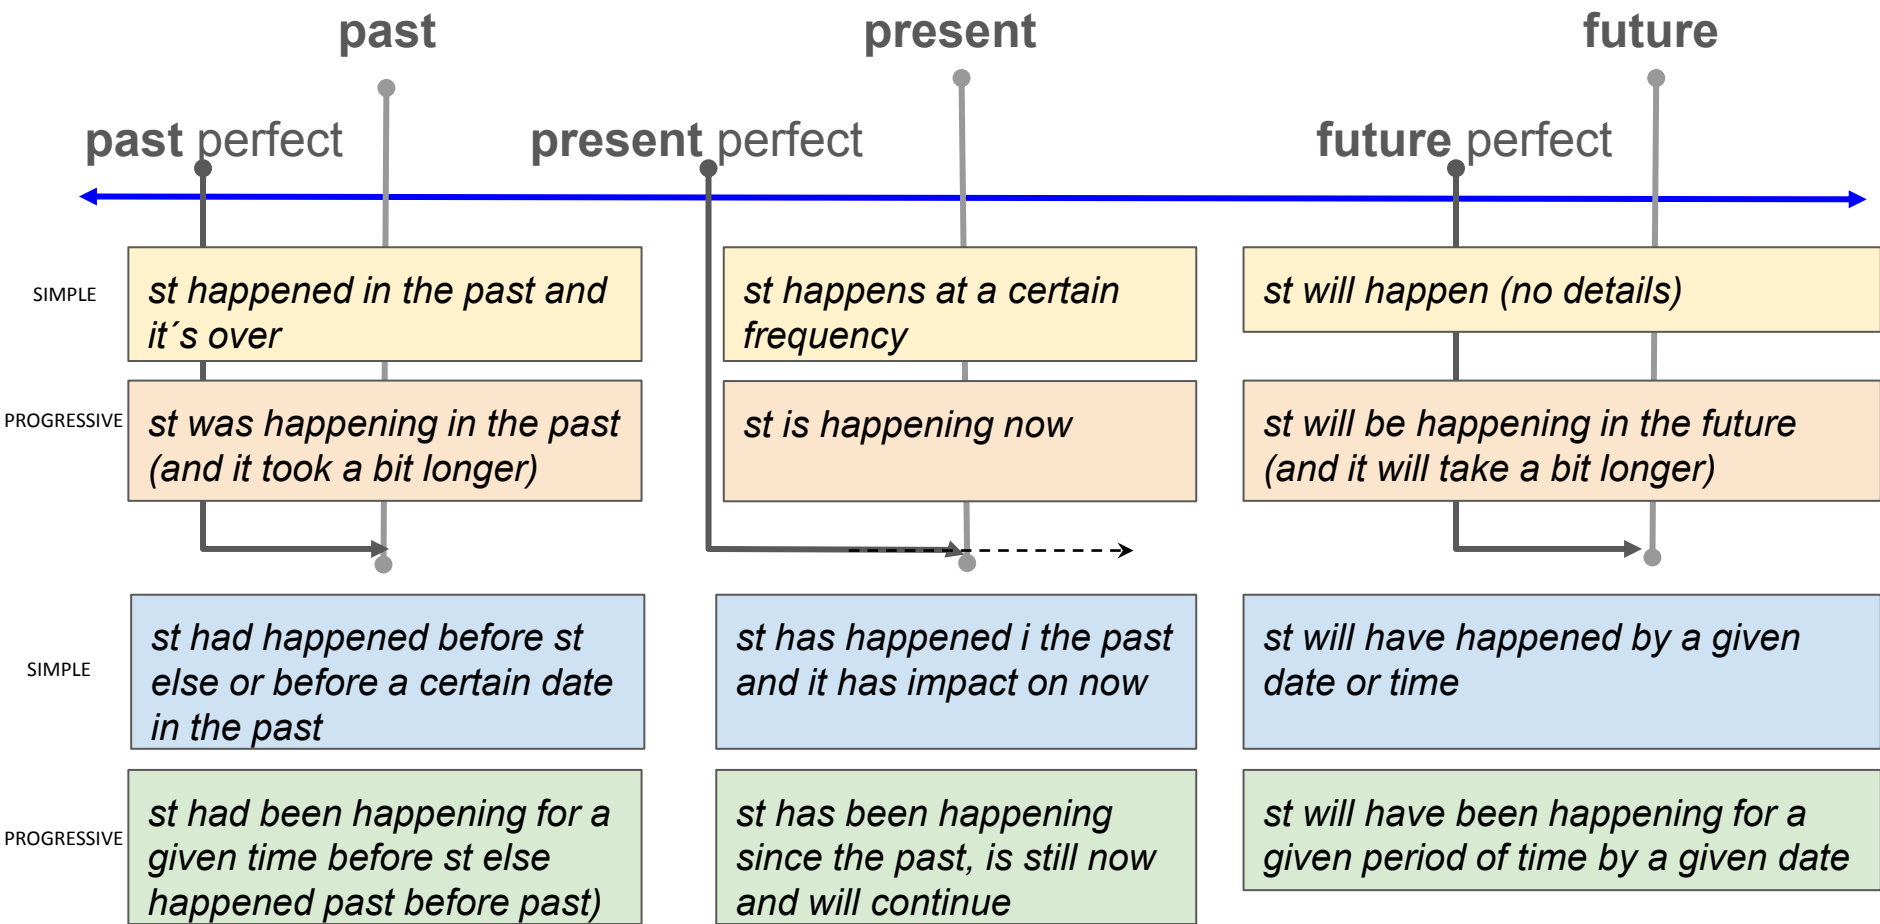 past
present
future
past perfect
present perfect
future perfect
SIMPLE
st happened in the past and
it´s over
st happens at a certain
frequency
st will happen (no details)
PROGRESSIVE
st was happening in the past
(and it took a bit longer)
st is happening now
st will be happening in the future
(and it will take a bit longer)
SIMPLE
st had happened before st
else or before a certain date
in the past
st has happened i the past
and it has impact on now
st will have happened by a given
date or time
PROGRESSIVE
st had been happening for a
given time before st else
happened past before past)
st has been happening
since the past, is still now
and will continue
st will have been happening for a
given period of time by a given date